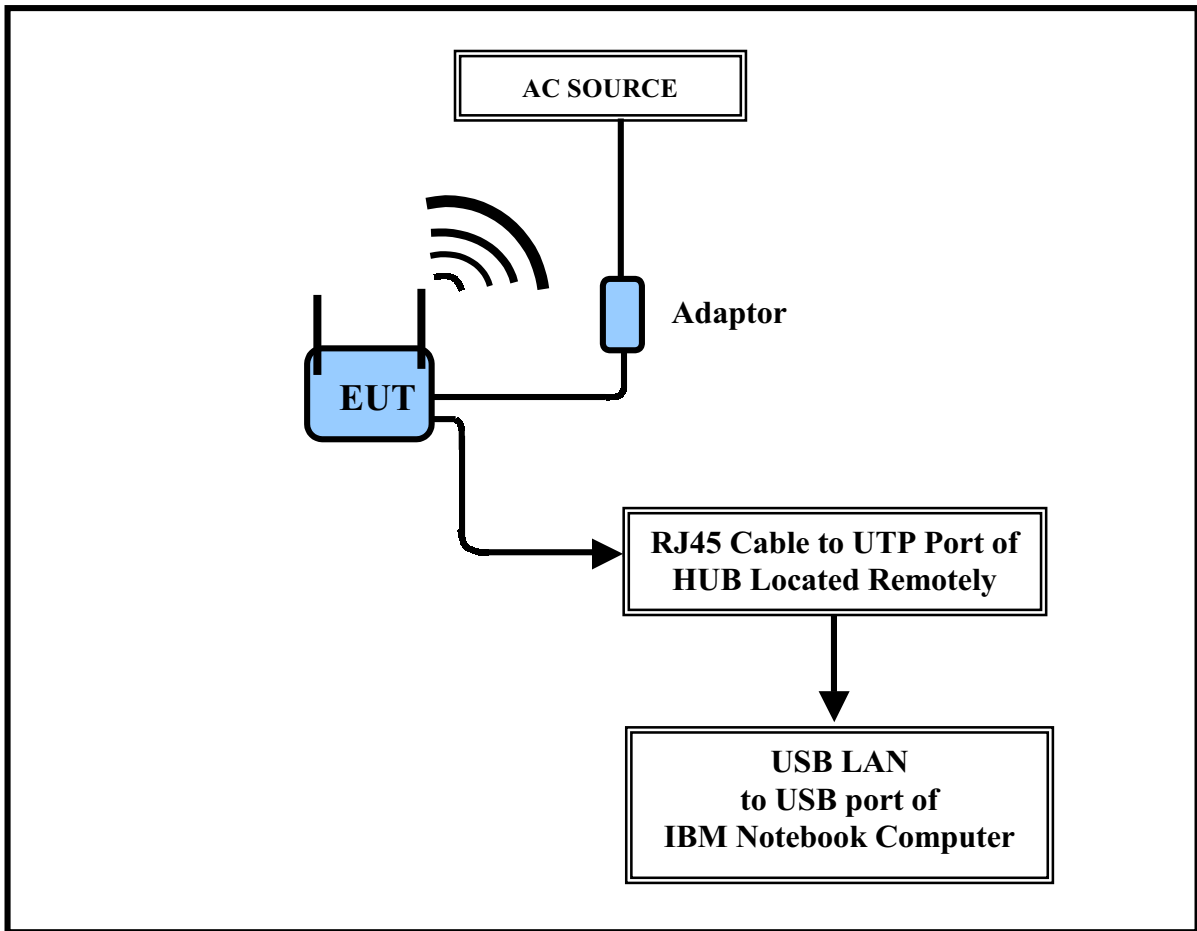 AC SOURCE
Adaptor
EUT
RJ45 Cable to UTP Port of
HUB Located Remotely
USB LAN
to USB port of
IBM Notebook Computer